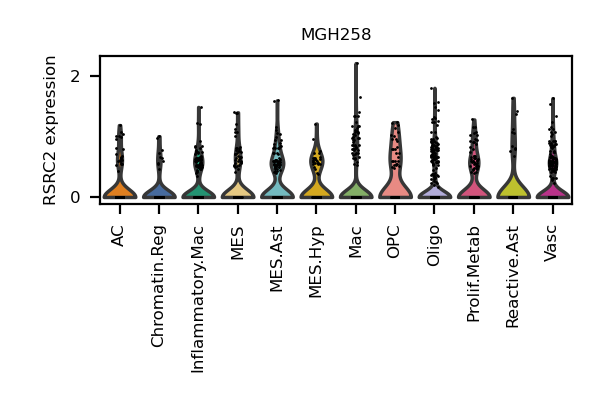 MGH258
RSRC2 expression
2
0
AC
Chromatin.Reg
Inflammatory.Mac
MES
MES.Ast
MES.Hyp
Mac
OPC
Oligo
Prolif.Metab
Reactive.Ast
Vasc